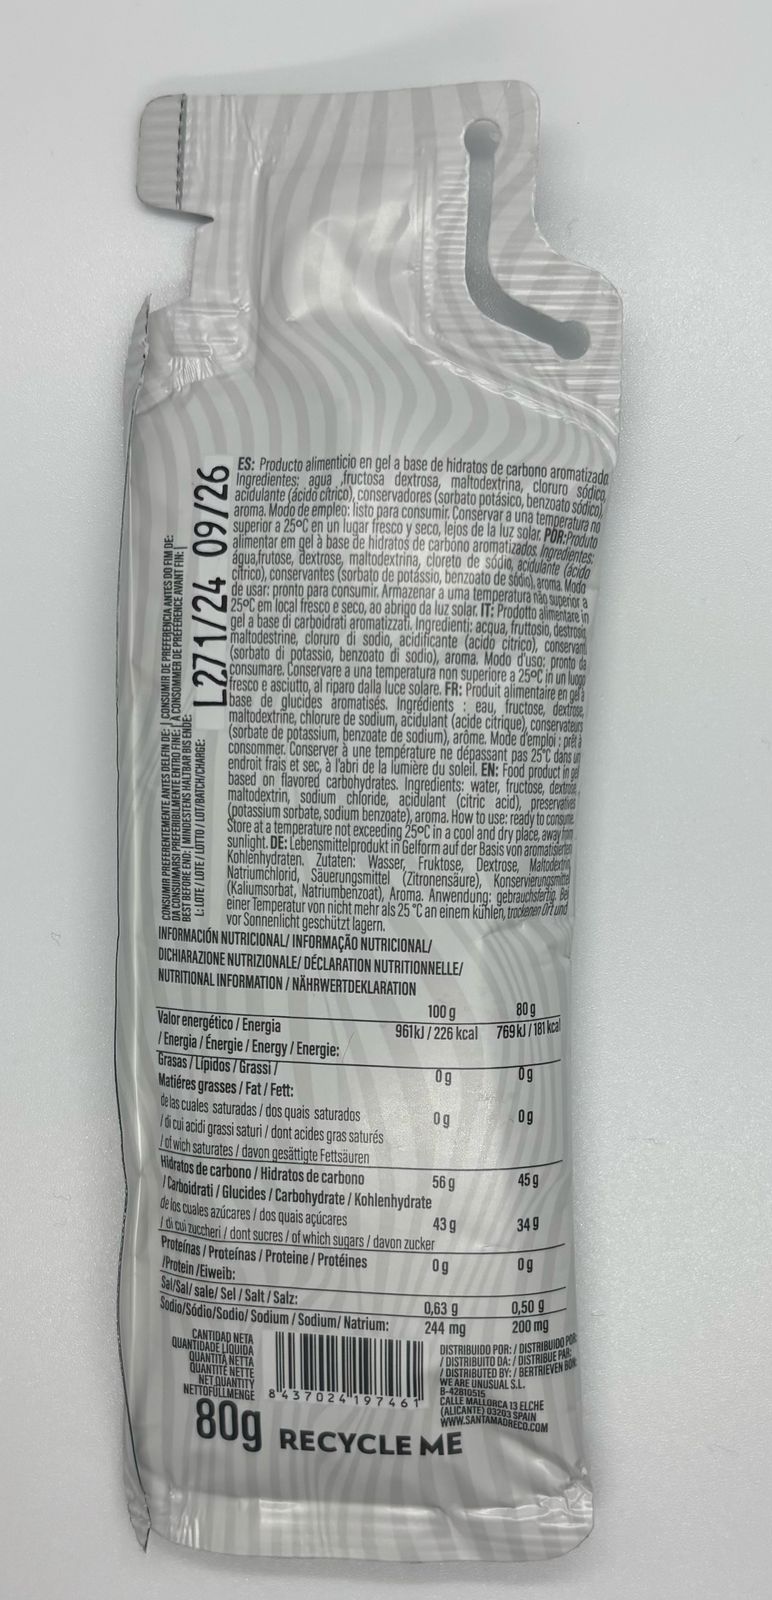 CONSUMIR PREFERENTEMENTE ANTES DEL FIN DE: | CONSUMIR DE PREFERENCIA ANTES DO FIM DE:
DA CONSUMARSI PREFERIBILMENTE ENTRO FINE: | À CONSOMMER DE PRÉFÉRENCE AVANT FIN: |
BEST BEFORE END: | MINDESTENS HALTBAR BIS ENDE:
L: LOTE / LOTE / LOTTO / LOT/BATCH/CHARGE:
L271/24 09/26
ES: Producto alimenticio en gel a base de hidratos de carbono aromatizado
Ingredientes: agua ,fructosa dextrosa, maltodextrina, cloruro sódico,
acidulante (ácido cítrico), conservadores (sorbato potásico, benzoato sódico),
aroma. Modo de empleo: listo para consumir. Conservar a una temperatura no
superior a 25ºC en un lugar fresco y seco, lejos de la luz solar. POR:Produto
alimentar em gel à base de hidratos de carbono aromatizados Ingredientes:
água,frutose, dextrose, maltodextrina, cloreto de sódio, acidulante (ácido
cítrico), conservantes (sorbato de potássio, benzoato de sódio), aroma. Modo
de usar: pronto para consumir. Armazenar a uma temperatura não superior a
25ºC em local fresco e seco, ao abrigo da luz solar. IT: Prodotto alimentare in
gel a base di carboidrati aromatizzati. Ingredienti: acqua, fruttosio, destrosio,
maltodestrine, cloruro di sodio, acidificante (acido citrico), conservanti
(sorbato di potassio, benzoato di sodio), aroma. Modo d'uso: pronto da
consumare. Conservare a una temperatura non superiore a 25ºC in un luogo
fresco e asciutto, al riparo dalla luce solare. FR: Produit alimentaire en gel à
base de glucides aromatisés. Ingrédients : eau, fructose, dextrose,
maltodextrine, chlorure de sodium, acidulant (acide citrique), conservateurs
(sorbate de potassium, benzoate de sodium), arôme. Mode d'emploi : prêt à
consommer. Conserver à une température ne dépassant pas 25°C dans un
endroit frais et sec, à l'abri de la lumière du soleil. EN: Food product in gel
based on flavored carbohydrates. Ingredients: water, fructose, dextrose,
maltodextrin, sodium chloride, acidulant (citric acid), preservatives
(potassium sorbate, sodium benzoate), aroma. How to use: ready to consume.
Store at a temperature not exceeding 25ºC in a cool and dry place, away from
sunlight. DE: Lebensmittelprodukt in Gelform auf der Basis von aromatisierten
Kohlenhydraten. Zutaten: Wasser, Fruktose, Dextrose, Maltodextrin,
Natriumchlorid, Säuerungsmittel (Zitronensäure), Konservierungsmittel
(Kaliumsorbat, Natriumbenzoat), Aroma. Anwendung: gebrauchsfertig. Bei
einer Temperatur von nicht mehr als 25 °C an einem kühlen, trockenen Ort und
vor Sonnenlicht geschützt lagern.
INFORMACIÓN NUTRICIONAL/ INFORMAÇÃO NUTRICIONAL/
DICHIARAZIONE NUTRIZIONALE/ DÉCLARATION NUTRITIONNELLE/
NUTRITIONAL INFORMATION / NÄHRWERTDEKLARATION
100 g 80 g
Valor energético / Energia 961kJ / 226 kcal 769 kJ / 181 kcal
/ Energia / Énergie / Energy / Energie:
Grasas / Lípidos / Grassi / 0 g 0 g
Matiéres grasses / Fat / Fett:
de las cuales saturadas / dos quais saturados 0 g 0 g
/ di cui acidi grassi saturi / dont acides gras saturés
/ of wich saturates / davon gesättigte Fettsäuren
Hidratos de carbono / Hidratos de carbono 56 g 45 g
/ Carboidrati / Glucides / Carbohydrate / Kohlenhydrate
de los cuales azúcares / dos quais açúcares 43 g 34 g
/ di cui zuccheri / dont sucres / of which sugars / davon zucker
Proteínas / Proteínas / Proteine / Protéines 0 g 0 g
/Protein /Eiweib:
Sal/Sal/ sale/ Sel / Salt / Salz: 0,63 g 0,50 g
Sodio/Sódio/Sodio/ Sodium / Sodium/ Natrium: 244 mg 200 mg
CANTIDAD NETA
QUANTIDADE LÍQUIDA
QUANTITÀ NETTA
QUANTITÉ NETTE
NET QUANTITY
NETTOFÜLLMENGE
80g
8 437024 197461
RECYCLE ME
DISTRIBUIDO POR: / DISTRIBUIDO POR:
/ DISTRIBUITO DA: / DISTRIBUÉ PAR:
/ DISTRIBUTED BY: / BERTRIEVEN BON:
WE ARE UNUSUAL S.L.
B-42810515
CALLE MALLORCA 13 ELCHE
(ALICANTE) 03203 SPAIN
WWW.SANTAMADRECO.COM